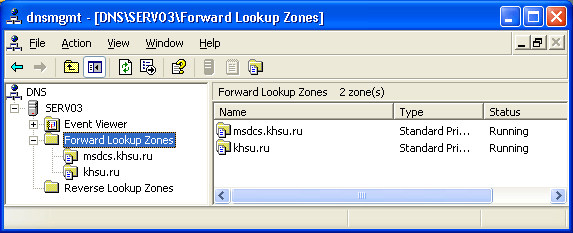 dnsmgmt - [DNS\SERV03\Forward Lookup Zones]
File Action View Window Help
DNS
SERV03
Event Viewer
Forward Lookup Zones
msdcs.khsu.ru
khsu.ru
Reverse Lookup Zones
Forward Lookup Zones 2 zone(s)
Name Type Status
msdcs.khsu.ru Standard Pri... Running
khsu.ru Standard Pri... Running